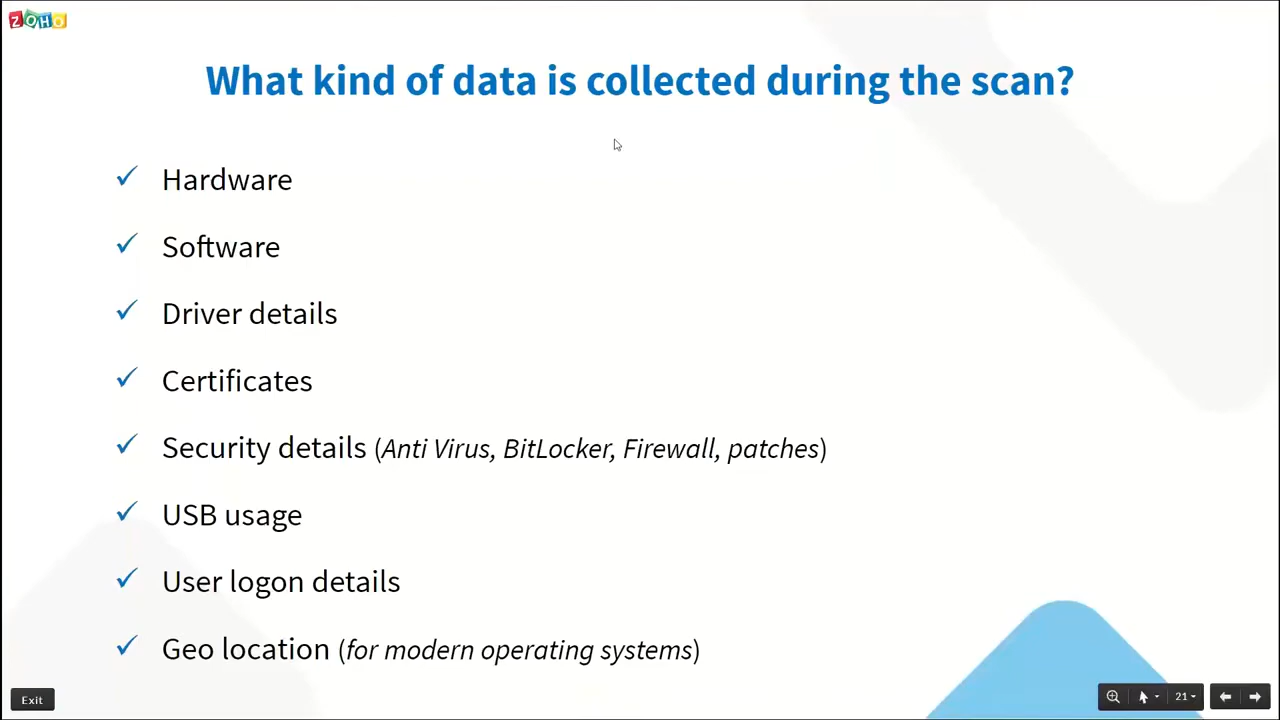 ZOHO
What kind of data is collected during the scan?
✓ Hardware
✓ Software
✓ Driver details
✓ Certificates
✓ Security details (Anti Virus, BitLocker, Firewall, patches)
✓ USB usage
✓ User logon details
✓ Geo location (for modern operating systems)
Exit
21